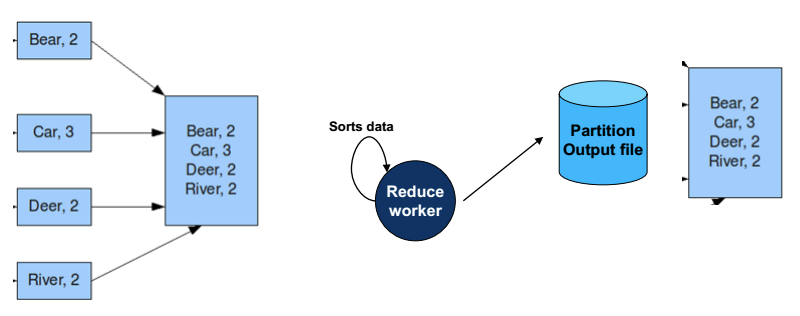 Bear, 2
Car, 3
Deer, 2
River, 2
Bear, 2
Car, 3
Deer, 2
River, 2
Sorts data
Reduce
worker
Partition
Output file
Bear, 2
Car, 3
Deer, 2
River, 2